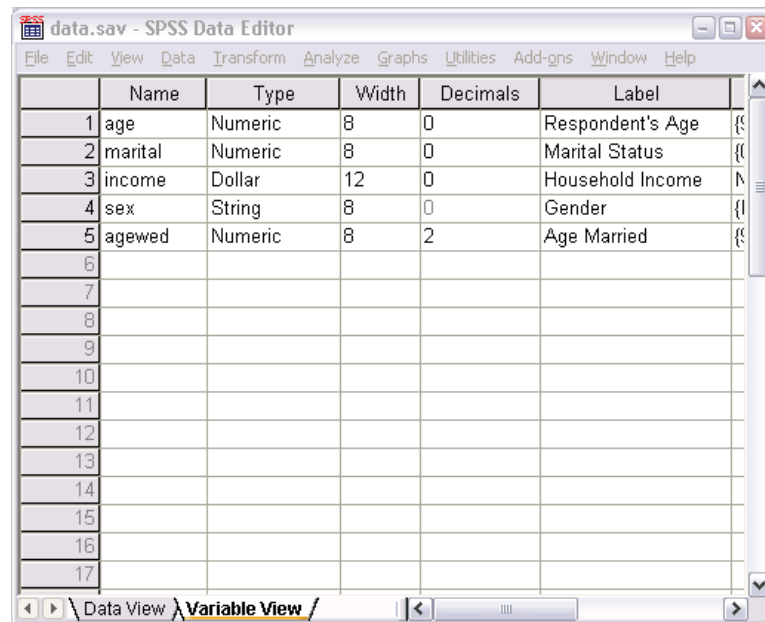 SPSS
data.sav - SPSS Data Editor
File Edit View Data Transform Analyze Graphs Utilities Add-ons Window Help
Name Type Width Decimals Label
1 age Numeric 8 0 Respondent's Age
2 marital Numeric 8 0 Marital Status
3 income Dollar 12 0 Household Income
4 sex String 8 0 Gender
5 agewed Numeric 8 2 Age Married
6
7
8
9
10
11
12
13
14
15
16
17
Data View Variable View